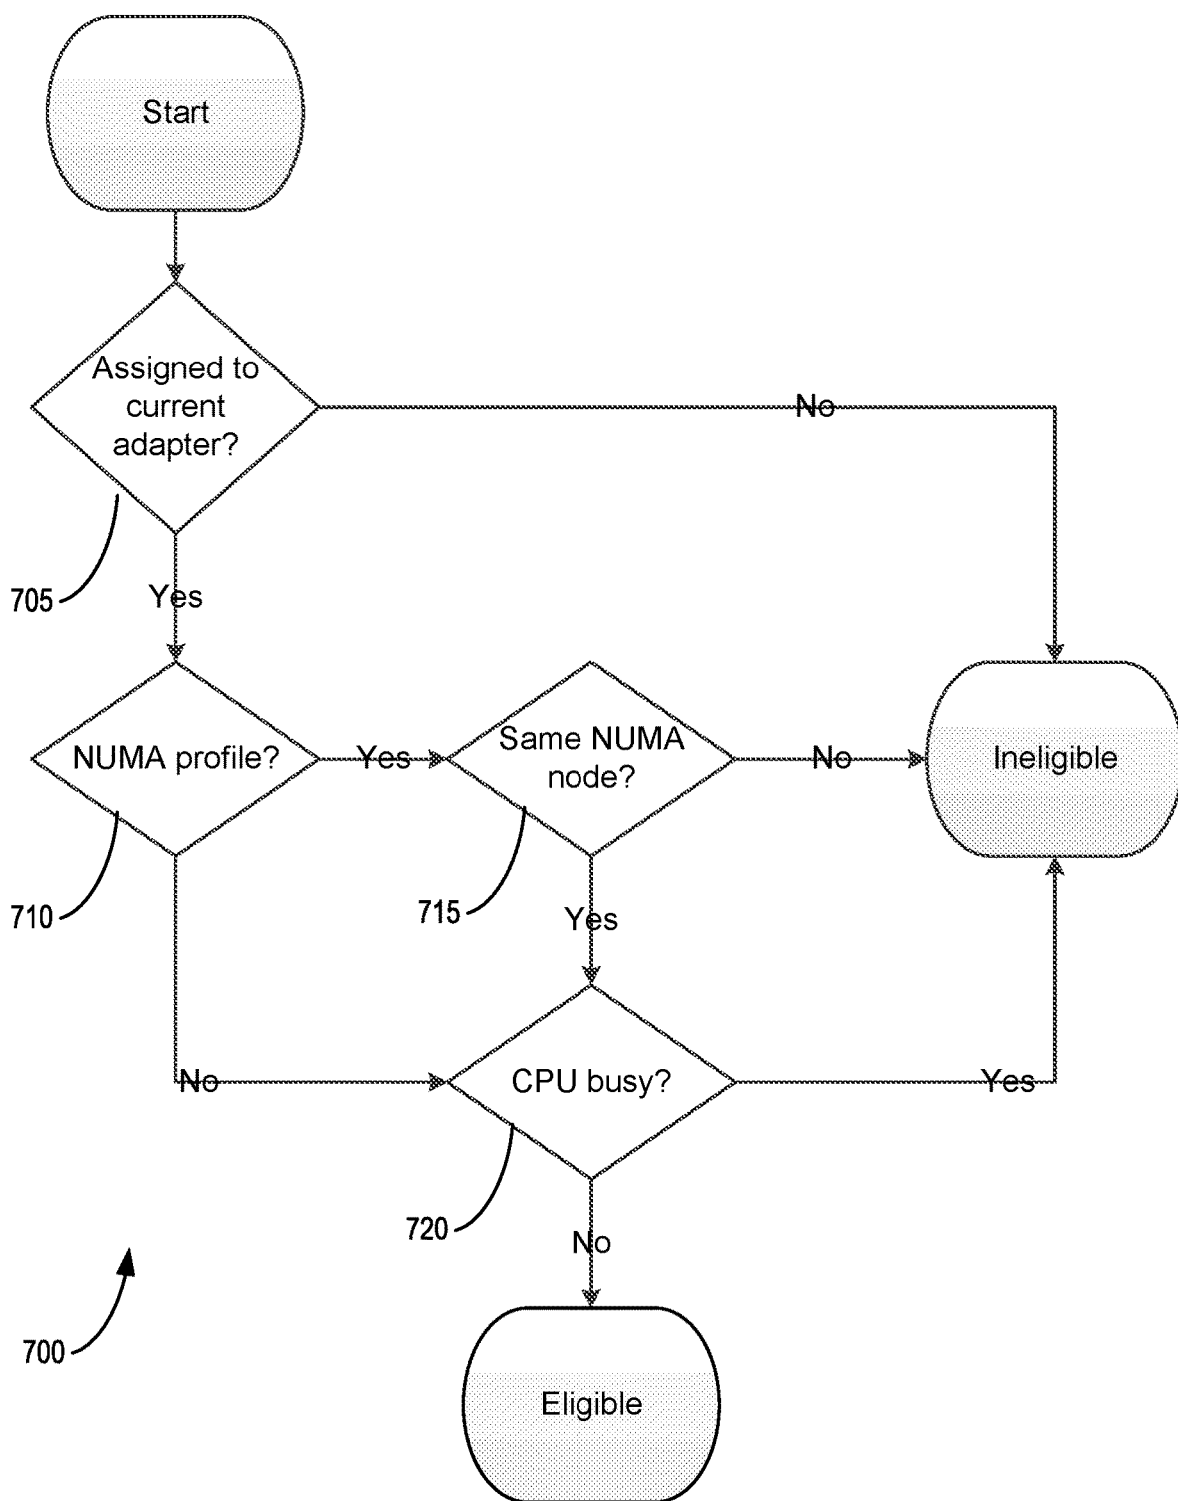 Start
Assigned to
current
adapter?
No
705
Yes
NUMA profile?
Yes
Same NUMA
node?
No
Ineligible
710
715
Yes
No
CPU busy?
Yes
720
No
700
Eligible